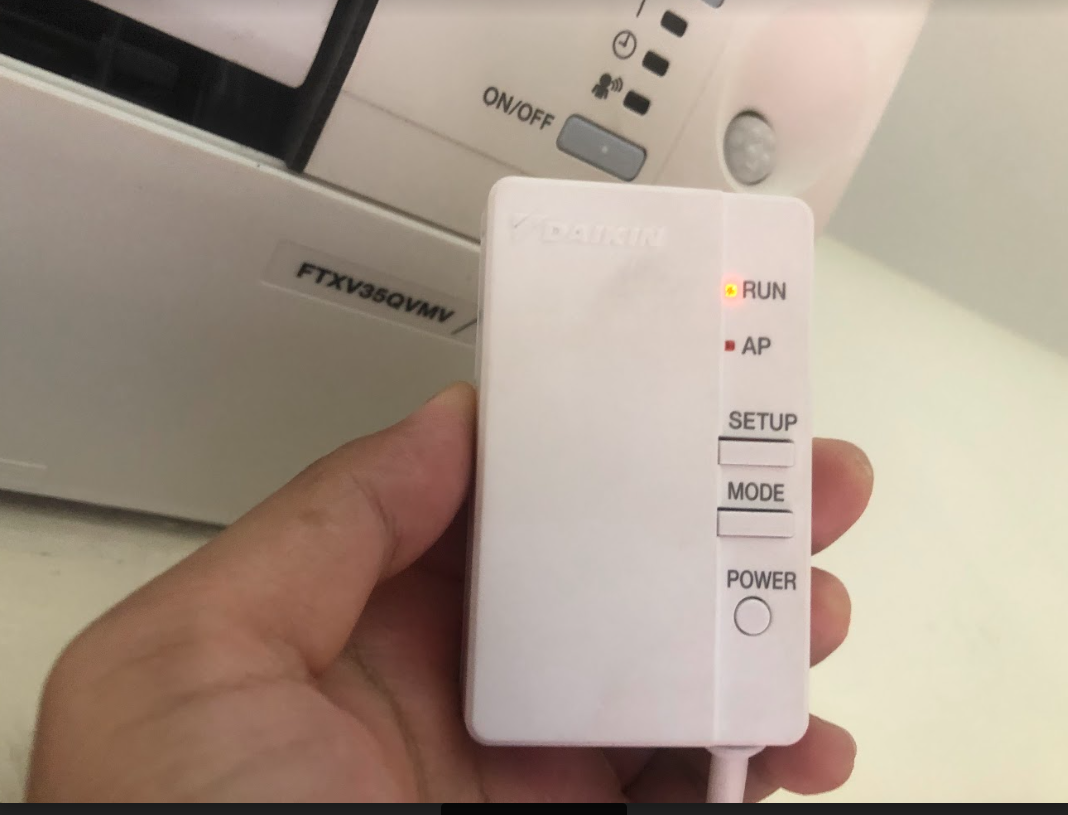 ON/OFF
FTXV35QVMV
DAIKIN
RUN
AP
SETUP
MODE
POWER